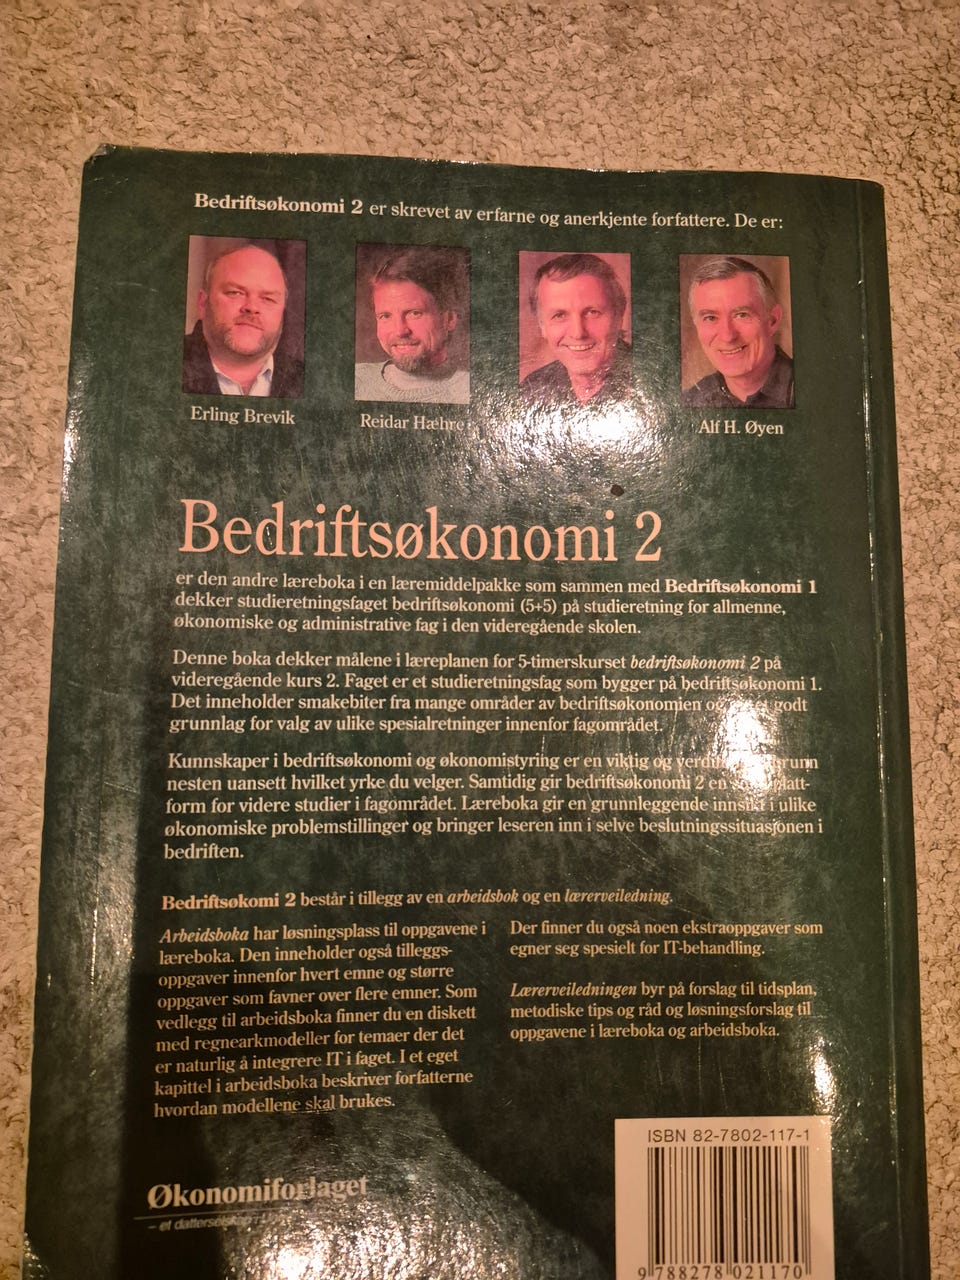 Bedriftsøkonomi 2 er skrevet av erfarne og anerkjente forfattere. De er:
Erling Brevik
Reidar Hæhre
Alf H. Øyen
Bedriftsøkonomi 2
er den andre læreboka i en læremiddelpakke som sammen med Bedriftsøkonomi 1
dekker studieretningsfaget bedriftsøkonomi (5+5) på studieretning for allmenne,
økonomiske og administrative fag i den videregående skolen.
Denne boka dekker målene i læreplanen for 5-timerskurset bedriftsøkonomi 2 på
videregående kurs 2. Faget er et studieretningsfag som bygger på bedriftsøkonomi 1.
Det inneholder smakebiter fra mange områder av bedriftsøkonomien og godt
grunnlag for valg av ulike spesialretninger innenfor fagområdet.
Kunnskaper i bedriftsøkonomi og økonomistyring er en viktig og
nesten uansett hvilket yrke du velger. Samtidig gir bedriftsøkonomi 2 en
form for videre studier i fagområdet. Læreboka gir en grunnleggende innsikt i ulike
økonomiske problemstillinger og bringer leseren inn i selve beslutningssituasjonen i
bedriften.
Bedriftsøkomi 2 består i tillegg av en arbeidsbok og en lærerveiledning.
Arbeidsboka har løsningsplass til oppgavene i
læreboka. Den inneholder også tilleggs-
oppgaver innenfor hvert emne og større
oppgaver som favner over flere emner. Som
vedlegg til arbeidsboka finner du en diskett
med regnearkmodeller for temaer der det
er naturlig å integrere IT i faget. I et eget
kapittel i arbeidsboka beskriver forfatterne
hvordan modellene skal brukes.
Der finner du også noen ekstraoppgaver som
egner seg spesielt for IT-behandling.
Lærerveiledningen byr på forslag til tidsplan,
metodiske tips og råd og løsningsforslag til
oppgavene i læreboka og arbeidsboka.
Økonomiforlaget
– et datterselskap
ISBN 82-7802-117-1
9 788278 021170